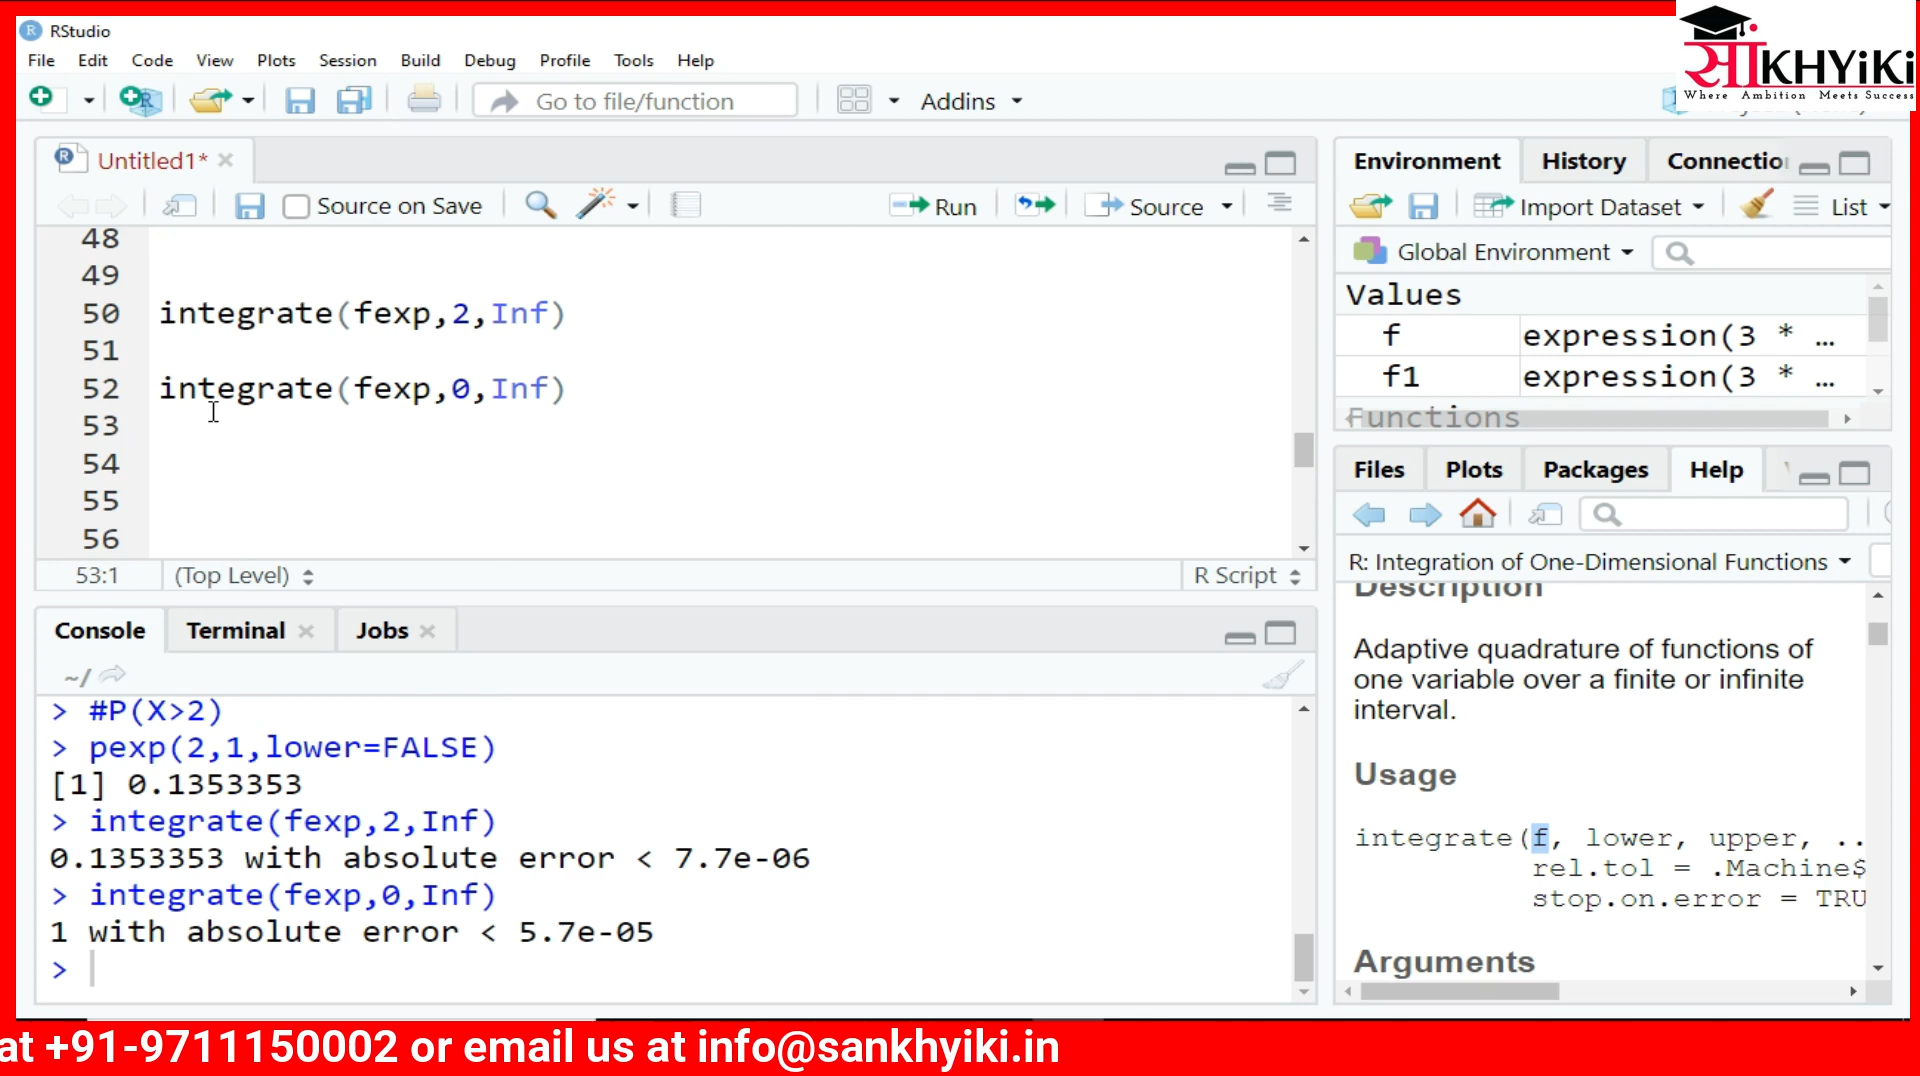 RStudio
File Edit Code View Plots Session Build Debug Profile Tools Help
सांKHYiKi
Where Ambition Meets Success
Go to file/function Addins
Untitled1*
Source on Save Run Source
48
49
50 integrate(fexp,2,Inf)
51
52 integrate(fexp,0,Inf)
53
54
55
56
53:1 (Top Level) R Script
Console Terminal Jobs
~/
> #P(X>2)
> pexp(2,1,lower=FALSE)
[1] 0.1353353
> integrate(fexp,2,Inf)
0.1353353 with absolute error < 7.7e-06
> integrate(fexp,0,Inf)
1 with absolute error < 5.7e-05
>
Environment History Connectio
Import Dataset List
Global Environment
Values
f expression(3 * …
f1 expression(3 * …
Functions
Files Plots Packages Help
R: Integration of One-Dimensional Functions
Description
Adaptive quadrature of functions of
one variable over a finite or infinite
interval.
Usage
integrate(f, lower, upper, ..
rel.tol = .Machine$
stop.on.error = TRU
Arguments
at +91-9711150002 or email us at info@sankhyiki.in